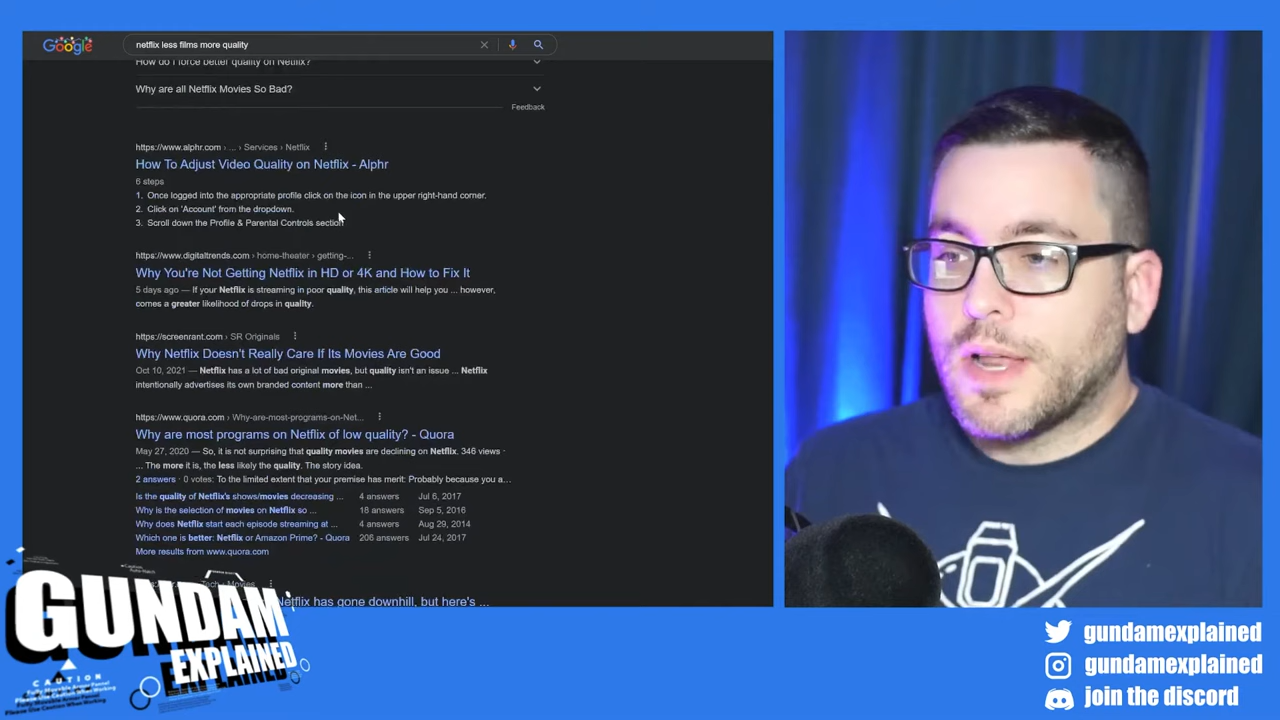 Google
netflix less films more quality
How do I force better quality on Netflix?
Why are all Netflix Movies So Bad?
Feedback
https://www.alphr.com › ... › Services › Netflix
How To Adjust Video Quality on Netflix - Alphr
6 steps
1. Once logged into the appropriate profile click on the icon in the upper right-hand corner.
2. Click on 'Account' from the dropdown.
3. Scroll down the Profile & Parental Controls section
https://www.digitaltrends.com › home-theater › getting-...
Why You're Not Getting Netflix in HD or 4K and How to Fix It
5 days ago — If your Netflix is streaming in poor quality, this article will help you ... however,
comes a greater likelihood of drops in quality.
https://screenrant.com › SR Originals
Why Netflix Doesn't Really Care If Its Movies Are Good
Oct 10, 2021 — Netflix has a lot of bad original movies, but quality isn't an issue ... Netflix
intentionally advertises its own branded content more than ...
https://www.quora.com › Why-are-most-programs-on-Net...
Why are most programs on Netflix of low quality? - Quora
May 27, 2020 — So, it is not surprising that quality movies are declining on Netflix. 346 views ·
... The more it is, the less likely the quality. The story idea.
2 answers · 0 votes: To the limited extent that your premise has merit: Probably because you a...
Is the quality of Netflix's shows/movies decreasing ... 4 answers Jul 6, 2017
Why is the selection of movies on Netflix so ... 18 answers Sep 5, 2016
Why does Netflix start each episode streaming at ... 4 answers Aug 29, 2014
Which one is better: Netflix or Amazon Prime? - Quora 206 answers Jul 24, 2017
More results from www.quora.com
Tech › Movies
Netflix has gone downhill, but here's ...
GUNDAM
EXPLAINED
CAUTION
gundamexplained
gundamexplained
join the discord